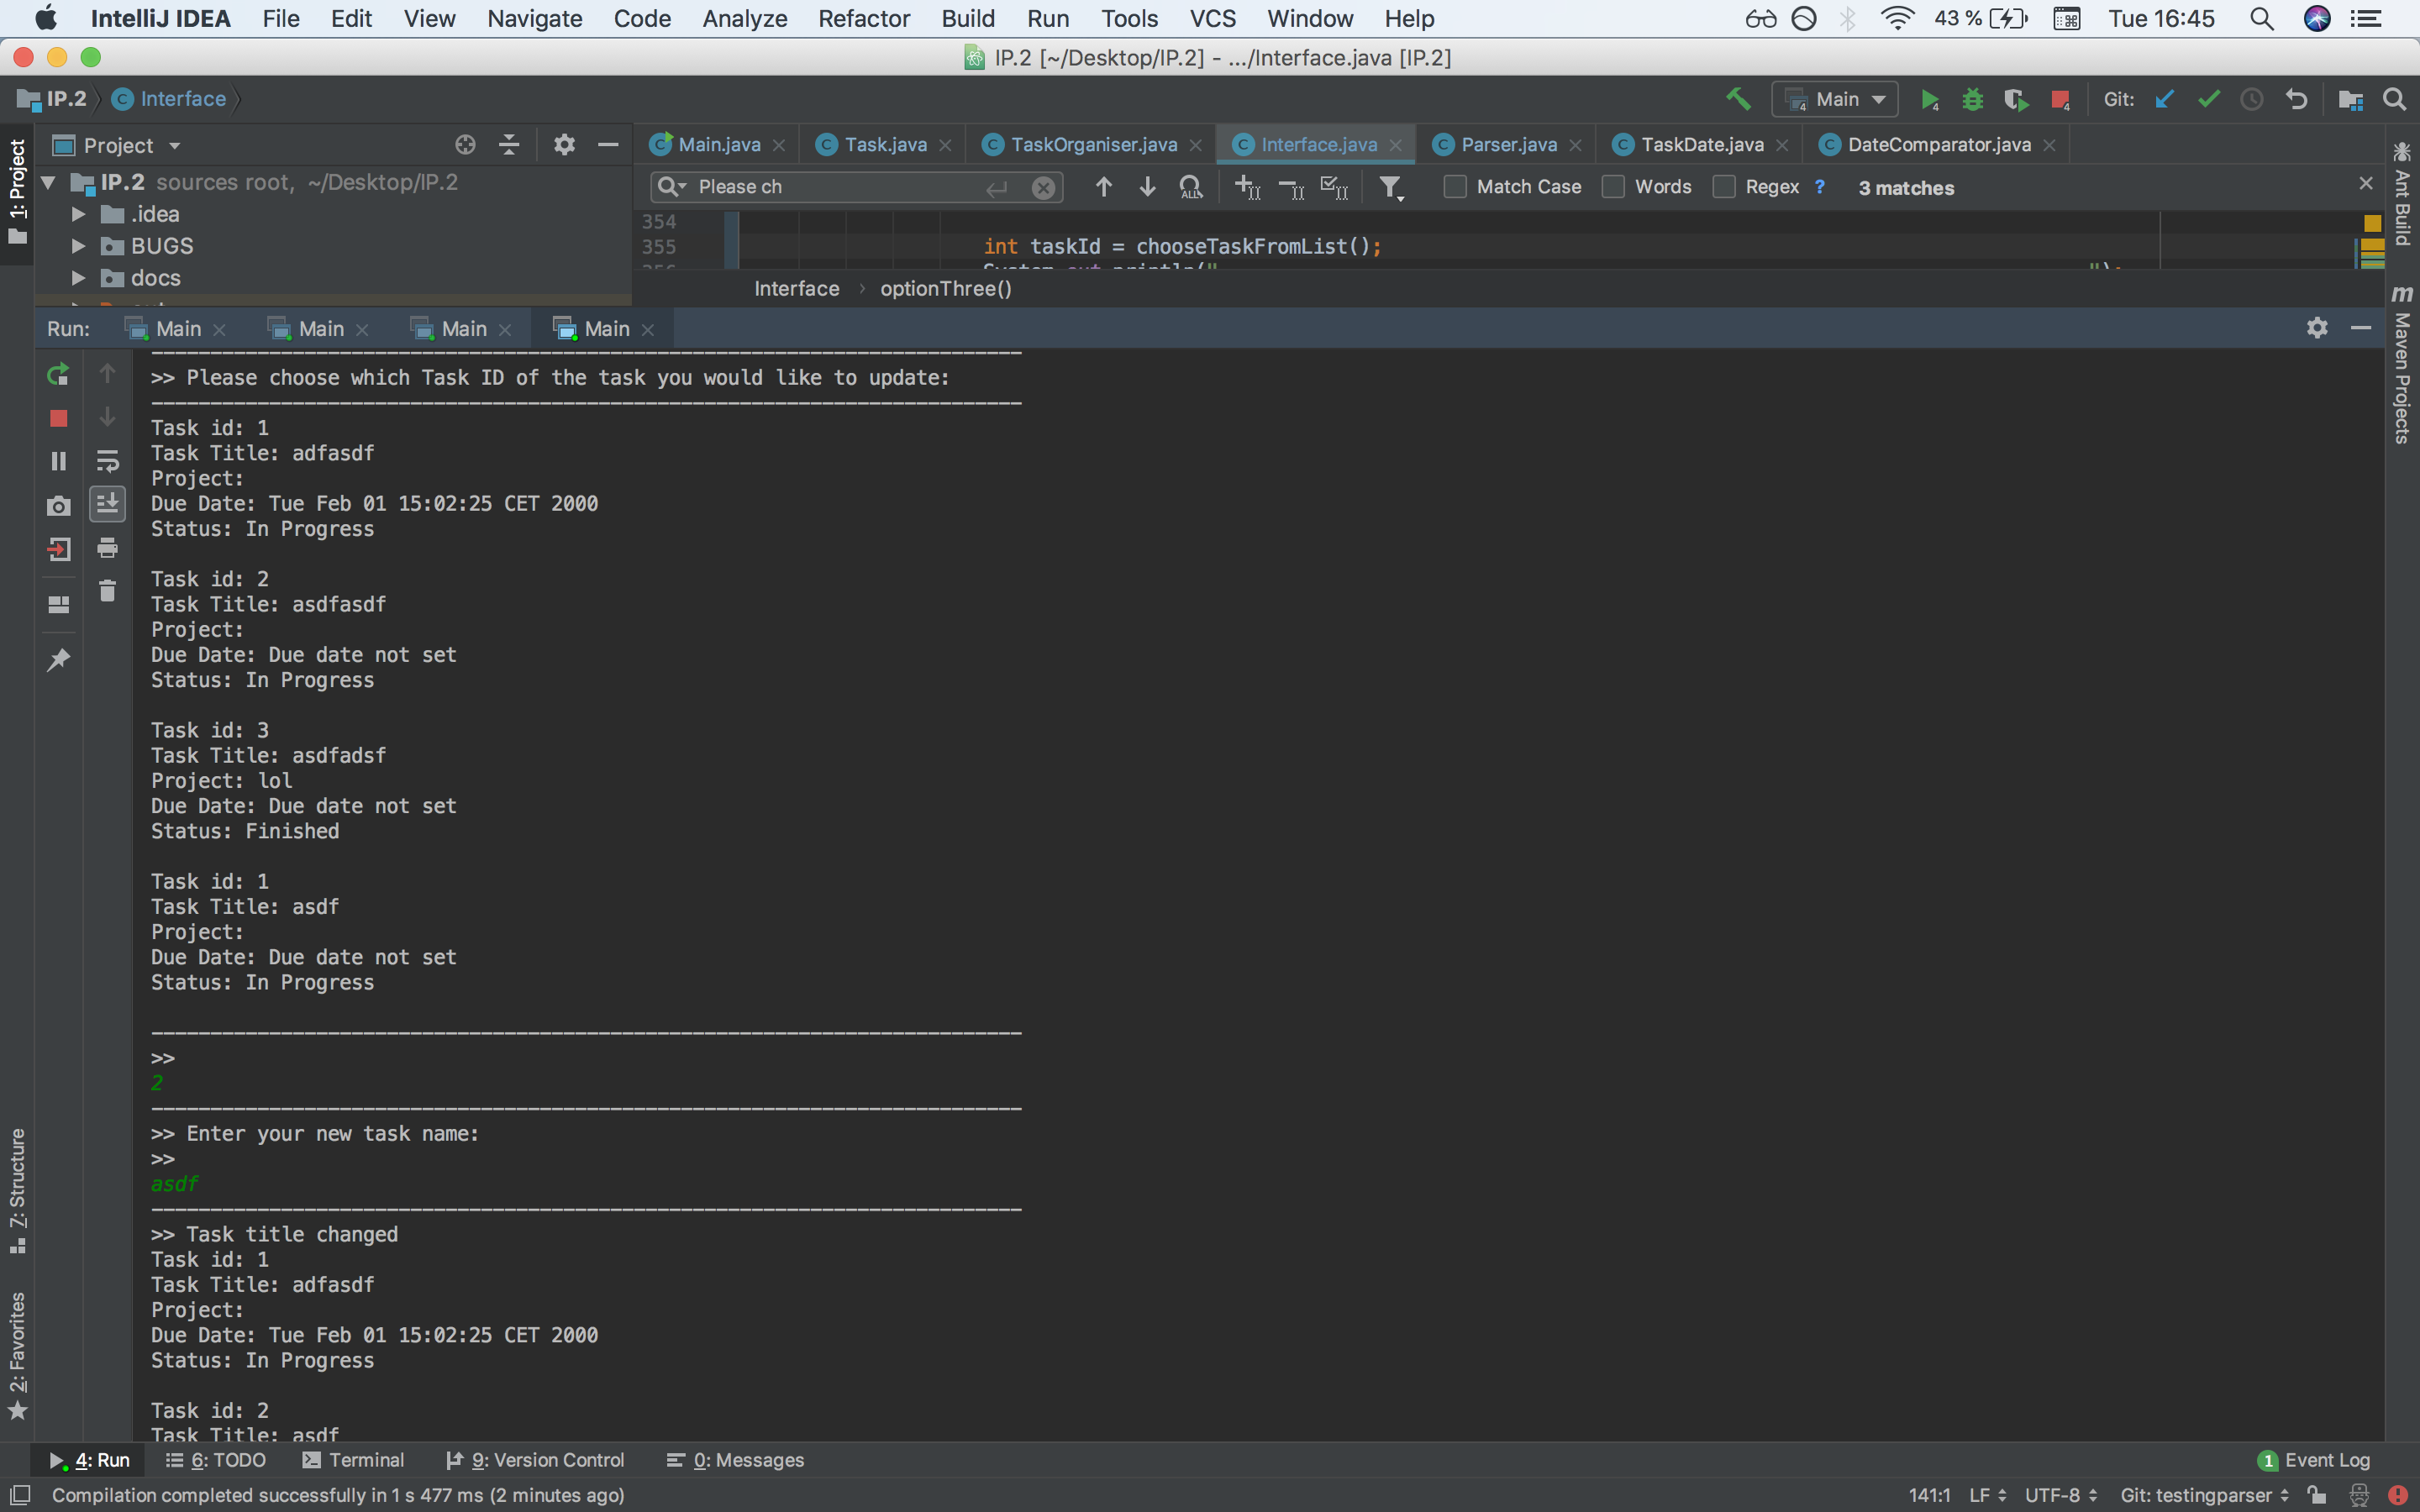 IntelliJ IDEA File Edit View Navigate Code Analyze Refactor Build Run Tools VCS Window Help 43 % Tue 16:45
IP.2 [~/Desktop/IP.2] - .../Interface.java [IP.2]
IP.2 Interface Main Git:
Project
Main.java Task.java TaskOrganiser.java Interface.java Parser.java TaskDate.java DateComparator.java
IP.2 sources root, ~/Desktop/IP.2
.idea
BUGS
docs
Please ch Match Case Words Regex ? 3 matches
354
355 int taskId = chooseTaskFromList();
Interface › optionThree()
Run: Main Main Main Main
>> Please choose which Task ID of the task you would like to update:
Task id: 1
Task Title: adfasdf
Project:
Due Date: Tue Feb 01 15:02:25 CET 2000
Status: In Progress
Task id: 2
Task Title: asdfasdf
Project:
Due Date: Due date not set
Status: In Progress
Task id: 3
Task Title: asdfadsf
Project: lol
Due Date: Due date not set
Status: Finished
Task id: 1
Task Title: asdf
Project:
Due Date: Due date not set
Status: In Progress
>>
2
>> Enter your new task name:
>>
asdf
>> Task title changed
Task id: 1
Task Title: adfasdf
Project:
Due Date: Tue Feb 01 15:02:25 CET 2000
Status: In Progress
Task id: 2
Task Title: asdf
1: Project
7: Structure
2: Favorites
Ant Build
m Maven Projects
4: Run 6: TODO Terminal 9: Version Control 0: Messages 1 Event Log
Compilation completed successfully in 1 s 477 ms (2 minutes ago) 141:1 LF UTF-8 Git: testingparser